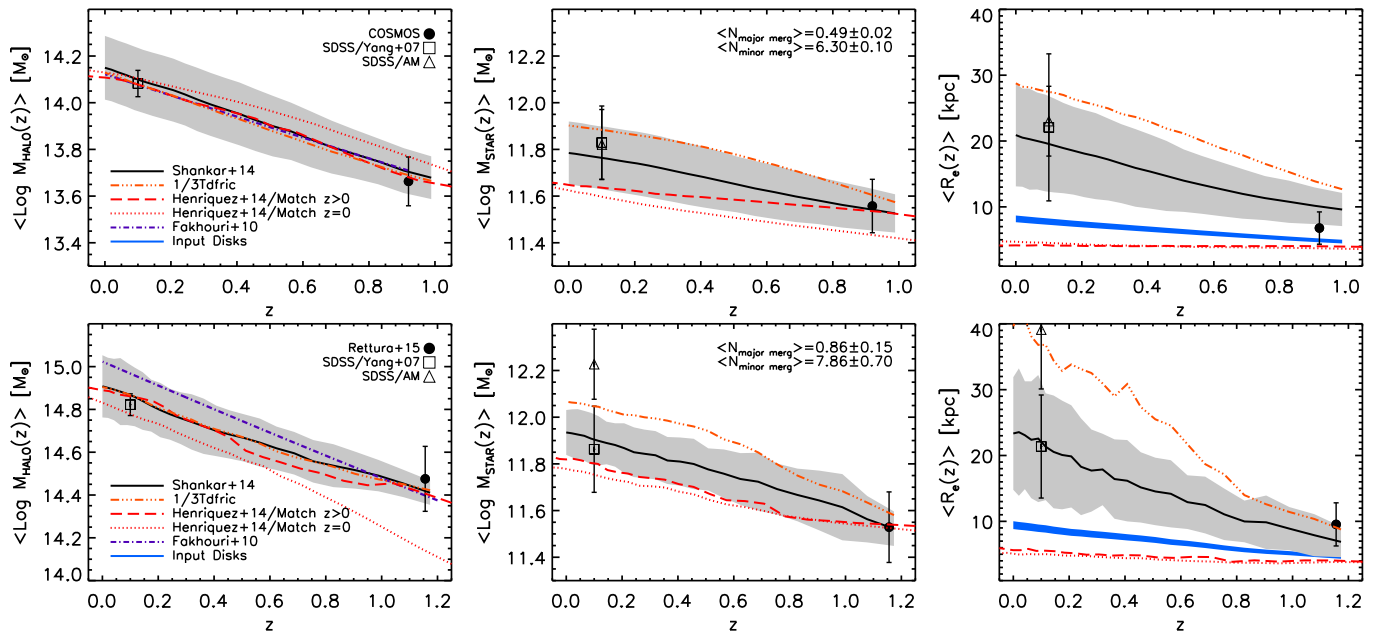 <Log M_HALO(z)> [M⊙]
14.2
14.0
13.8
13.6
13.4
COSMOS
SDSS/Yang+07
SDSS/AM
Shankar+14
1/3Tdfric
Henriquez+14/Match z>0
Henriquez+14/Match z=0
Fakhouri+10
Input Disks
0.0 0.2 0.4 0.6 0.8 1.0
z
<Log M_STAR(z)> [M⊙]
12.2
12.0
11.8
11.6
11.4
<N_major merg>=0.49±0.02
<N_minor merg>=6.30±0.10
0.0 0.2 0.4 0.6 0.8 1.0
z
<R_e(z)> [kpc]
40
30
20
10
0.0 0.2 0.4 0.6 0.8 1.0
z
<Log M_HALO(z)> [M⊙]
15.0
14.8
14.6
14.4
14.2
14.0
Rettura+15
SDSS/Yang+07
SDSS/AM
Shankar+14
1/3Tdfric
Henriquez+14/Match z>0
Henriquez+14/Match z=0
Fakhouri+10
Input Disks
0.0 0.2 0.4 0.6 0.8 1.0 1.2
z
<Log M_STAR(z)> [M⊙]
12.4
12.2
12.0
11.8
11.6
11.4
<N_major merg>=0.86±0.15
<N_minor merg>=7.86±0.70
0.0 0.2 0.4 0.6 0.8 1.0 1.2
z
<R_e(z)> [kpc]
40
30
20
10
0.0 0.2 0.4 0.6 0.8 1.0 1.2
z